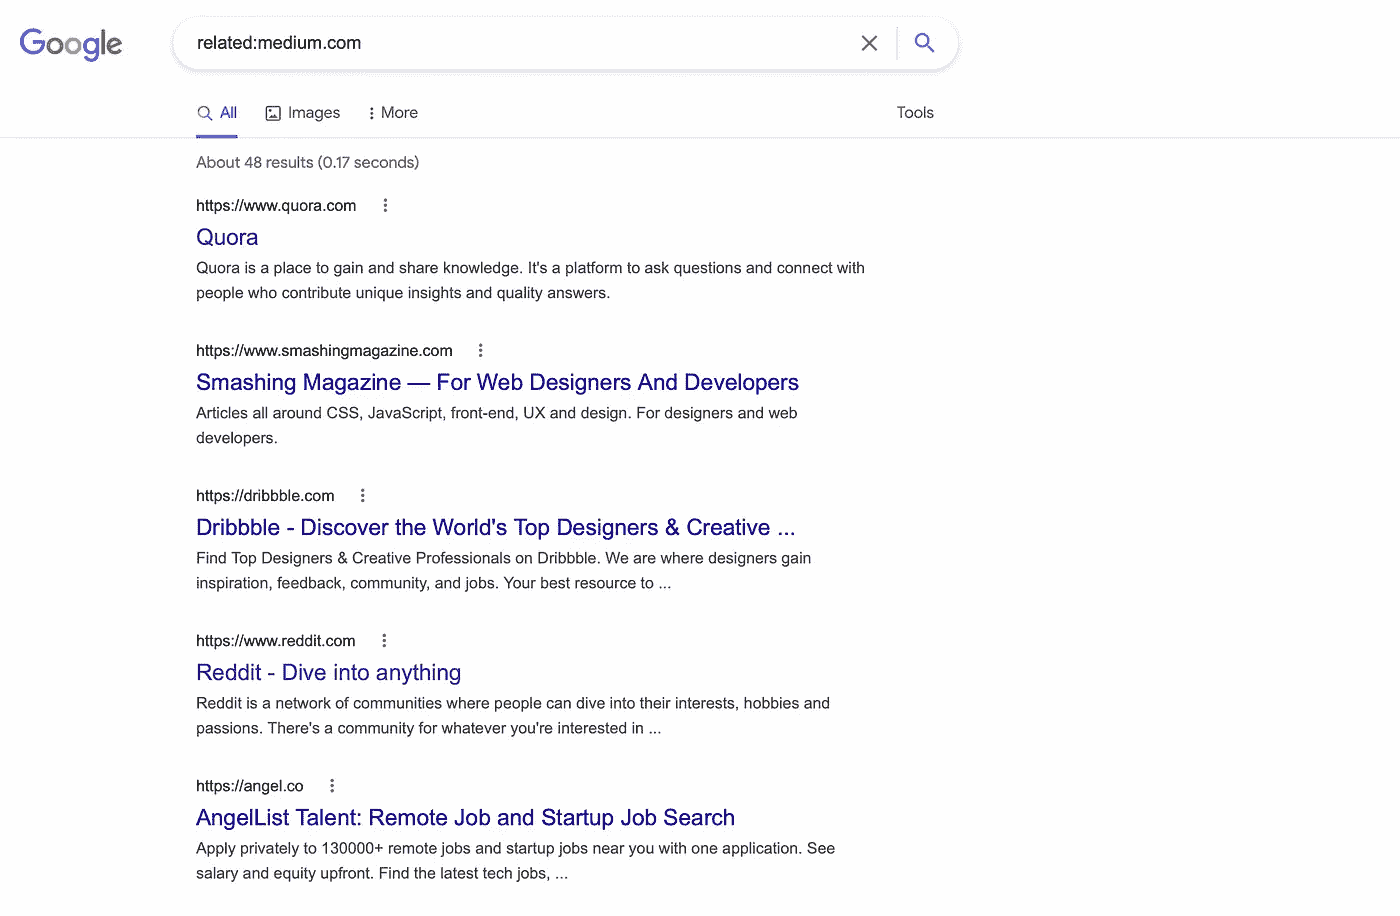 Google
related:medium.com
All Images More Tools
About 48 results (0.17 seconds)
https://www.quora.com
Quora
Quora is a place to gain and share knowledge. It's a platform to ask questions and connect with
people who contribute unique insights and quality answers.
https://www.smashingmagazine.com
Smashing Magazine — For Web Designers And Developers
Articles all around CSS, JavaScript, front-end, UX and design. For designers and web
developers.
https://dribbble.com
Dribbble - Discover the World's Top Designers & Creative ...
Find Top Designers & Creative Professionals on Dribbble. We are where designers gain
inspiration, feedback, community, and jobs. Your best resource to ...
https://www.reddit.com
Reddit - Dive into anything
Reddit is a network of communities where people can dive into their interests, hobbies and
passions. There's a community for whatever you're interested in ...
https://angel.co
AngelList Talent: Remote Job and Startup Job Search
Apply privately to 130000+ remote jobs and startup jobs near you with one application. See
salary and equity upfront. Find the latest tech jobs, ...